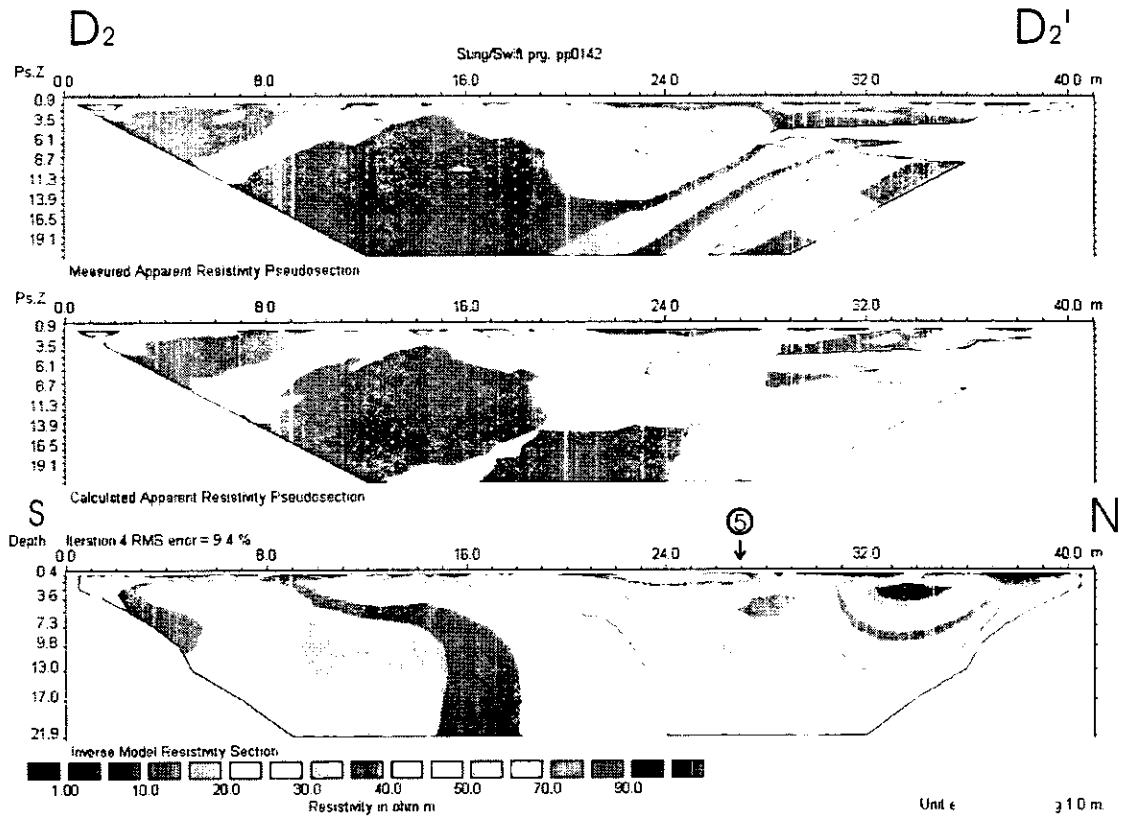 D2 D2'
Sting/Swift prg. pp0142
Ps.Z 0.0 8.0 16.0 24.0 32.0 40.0 m
0.9
3.5
6.1
8.7
11.3
13.9
16.5
19.1
Measured Apparent Resistivity Pseudosection
Ps.Z 0.0 8.0 16.0 24.0 32.0 40.0 m
0.9
3.5
6.1
8.7
11.3
13.9
16.5
19.1
Calculated Apparent Resistivity Pseudosection
S N
⑤
Depth Iteration 4 RMS error = 9.4 %
0.0 8.0 16.0 24.0 32.0 40.0 m
0.4
3.6
7.3
9.8
13.0
17.0
21.9
Inverse Model Resistivity Section
1.00 10.0 20.0 30.0 40.0 50.0 70.0 90.0
Resistivity in ohm m
Unit g 1.0 m.